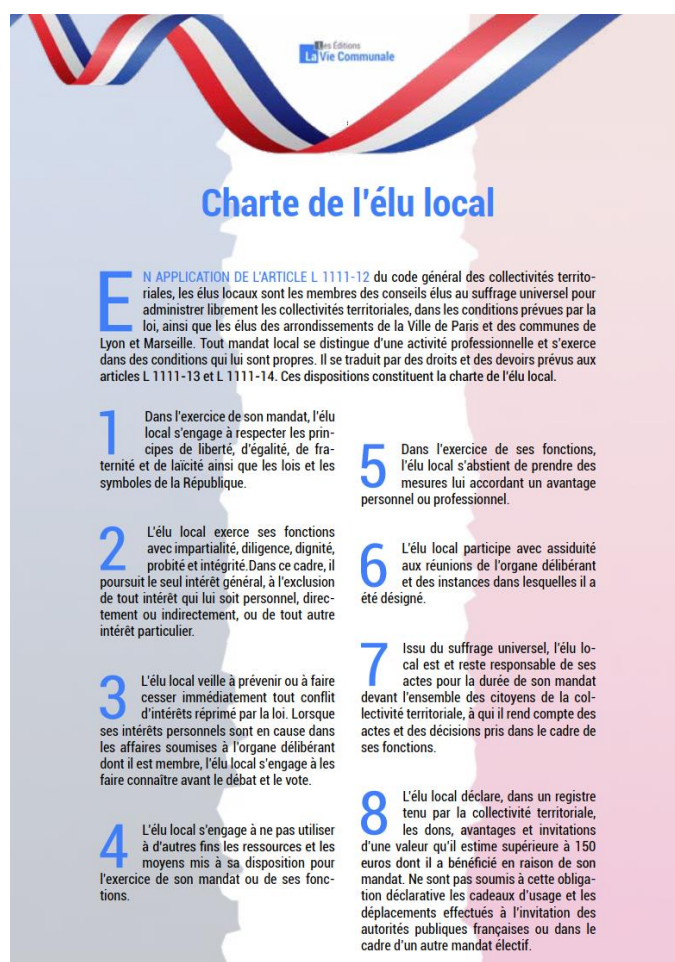 Les Éditions
La Vie Communale
Charte de l'élu local
EN APPLICATION DE L'ARTICLE L 1111-12 du code général des collectivités territo-
riales, les élus locaux sont les membres des conseils élus au suffrage universel pour
administrer librement les collectivités territoriales, dans les conditions prévues par la
loi, ainsi que les élus des arrondissements de la Ville de Paris et des communes de
Lyon et Marseille. Tout mandat local se distingue d'une activité professionnelle et s'exerce
dans des conditions qui lui sont propres. Il se traduit par des droits et des devoirs prévus aux
articles L 1111-13 et L 1111-14. Ces dispositions constituent la charte de l'élu local.
1 Dans l'exercice de son mandat, l'élu
local s'engage à respecter les prin-
cipes de liberté, d'égalité, de fra-
ternité et de laïcité ainsi que les lois et les
symboles de la République.
2 L'élu local exerce ses fonctions
avec impartialité, diligence, dignité,
probité et intégrité.Dans ce cadre, il
poursuit le seul intérêt général, à l'exclusion
de tout intérêt qui lui soit personnel, direc-
tement ou indirectement, ou de tout autre
intérêt particulier.
3 L'élu local veille à prévenir ou à faire
cesser immédiatement tout conflit
d'intérêts réprimé par la loi. Lorsque
ses intérêts personnels sont en cause dans
les affaires soumises à l'organe délibérant
dont il est membre, l'élu local s'engage à les
faire connaître avant le débat et le vote.
4 L'élu local s'engage à ne pas utiliser
à d'autres fins les ressources et les
moyens mis à sa disposition pour
l'exercice de son mandat ou de ses fonc-
tions.
5 Dans l'exercice de ses fonctions,
l'élu local s'abstient de prendre des
mesures lui accordant un avantage
personnel ou professionnel.
6 L'élu local participe avec assiduité
aux réunions de l'organe délibérant
et des instances dans lesquelles il a
été désigné.
7 Issu du suffrage universel, l'élu lo-
cal est et reste responsable de ses
actes pour la durée de son mandat
devant l'ensemble des citoyens de la col-
lectivité territoriale, à qui il rend compte des
actes et des décisions pris dans le cadre de
ses fonctions.
8 L'élu local déclare, dans un registre
tenu par la collectivité territoriale,
les dons, avantages et invitations
d'une valeur qu'il estime supérieure à 150
euros dont il a bénéficié en raison de son
mandat. Ne sont pas soumis à cette obliga-
tion déclarative les cadeaux d'usage et les
déplacements effectués à l'invitation des
autorités publiques françaises ou dans le
cadre d'un autre mandat électif.